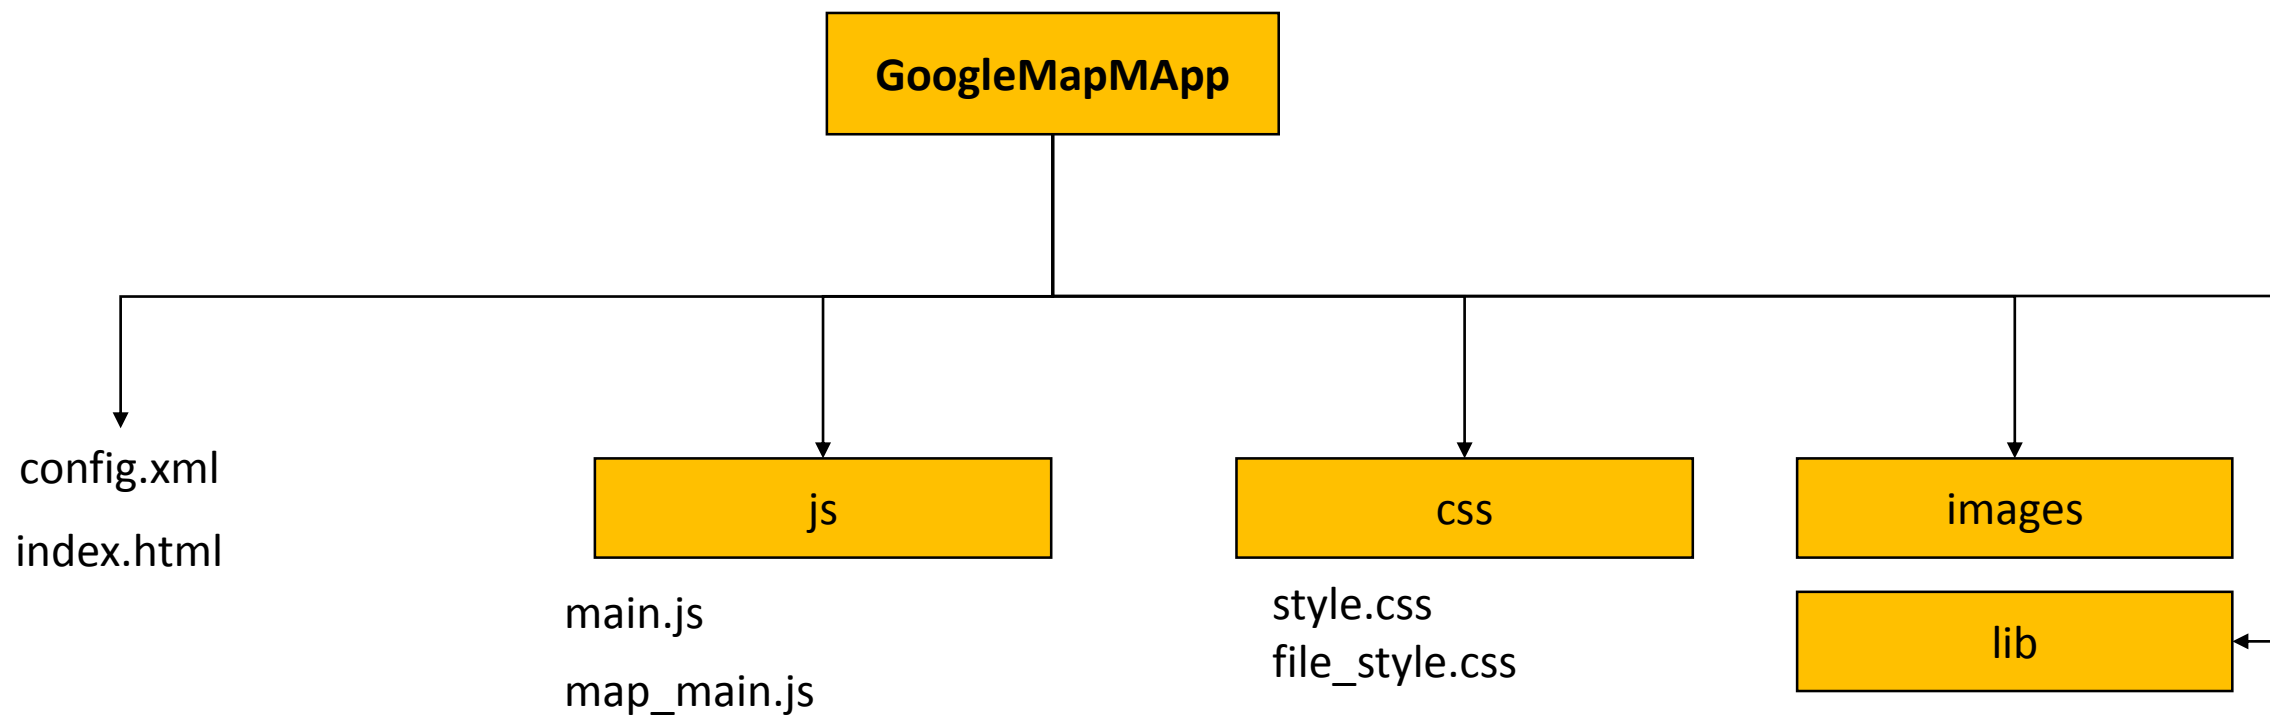 GoogleMapMApp
config.xml
index.html
js
main.js
map_main.js
css
style.css
file_style.css
images
lib